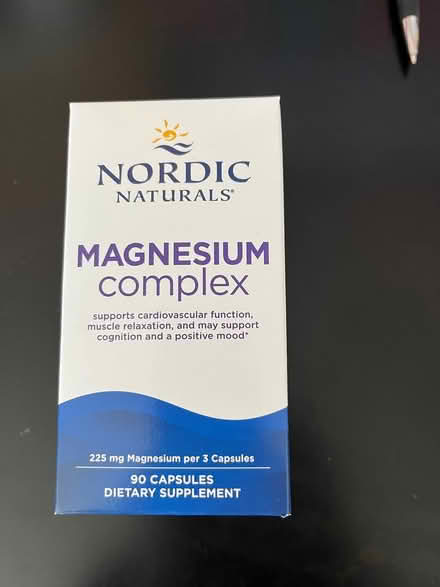 NORDIC
NATURALS®
MAGNESIUM
complex
supports cardiovascular function,
muscle relaxation, and may support
cognition and a positive mood*
225 mg Magnesium per 3 Capsules
90 CAPSULES
DIETARY SUPPLEMENT